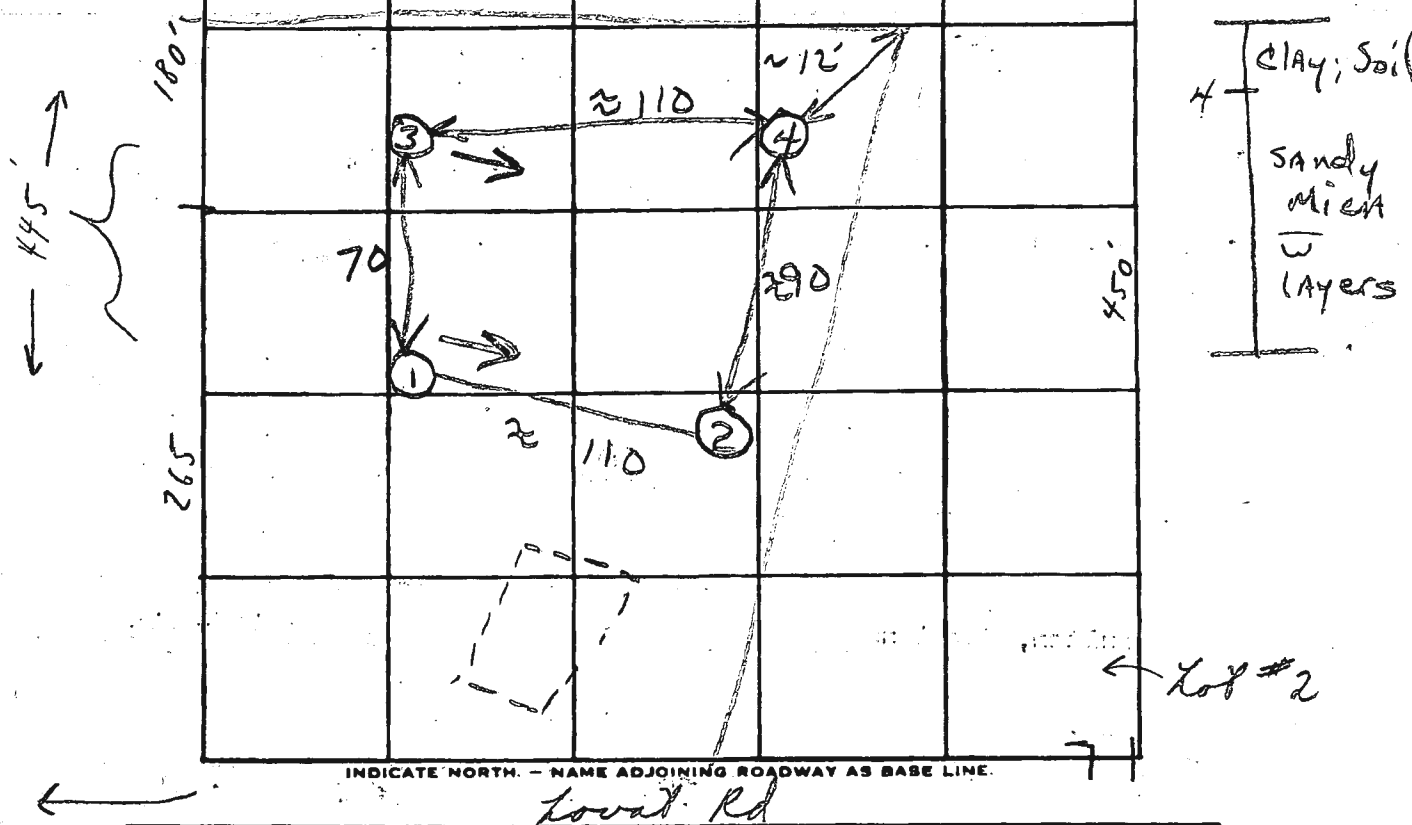 180'
445'
265
3
≈ 110
4
~12'
70
≈90
1
2
≈ 110
450'
Clay; Soil
4
Sandy
Mica
w̅
layers
Lot #2
INDICATE NORTH. — NAME ADJOINING ROADWAY AS BASE LINE.
Lovat Rd